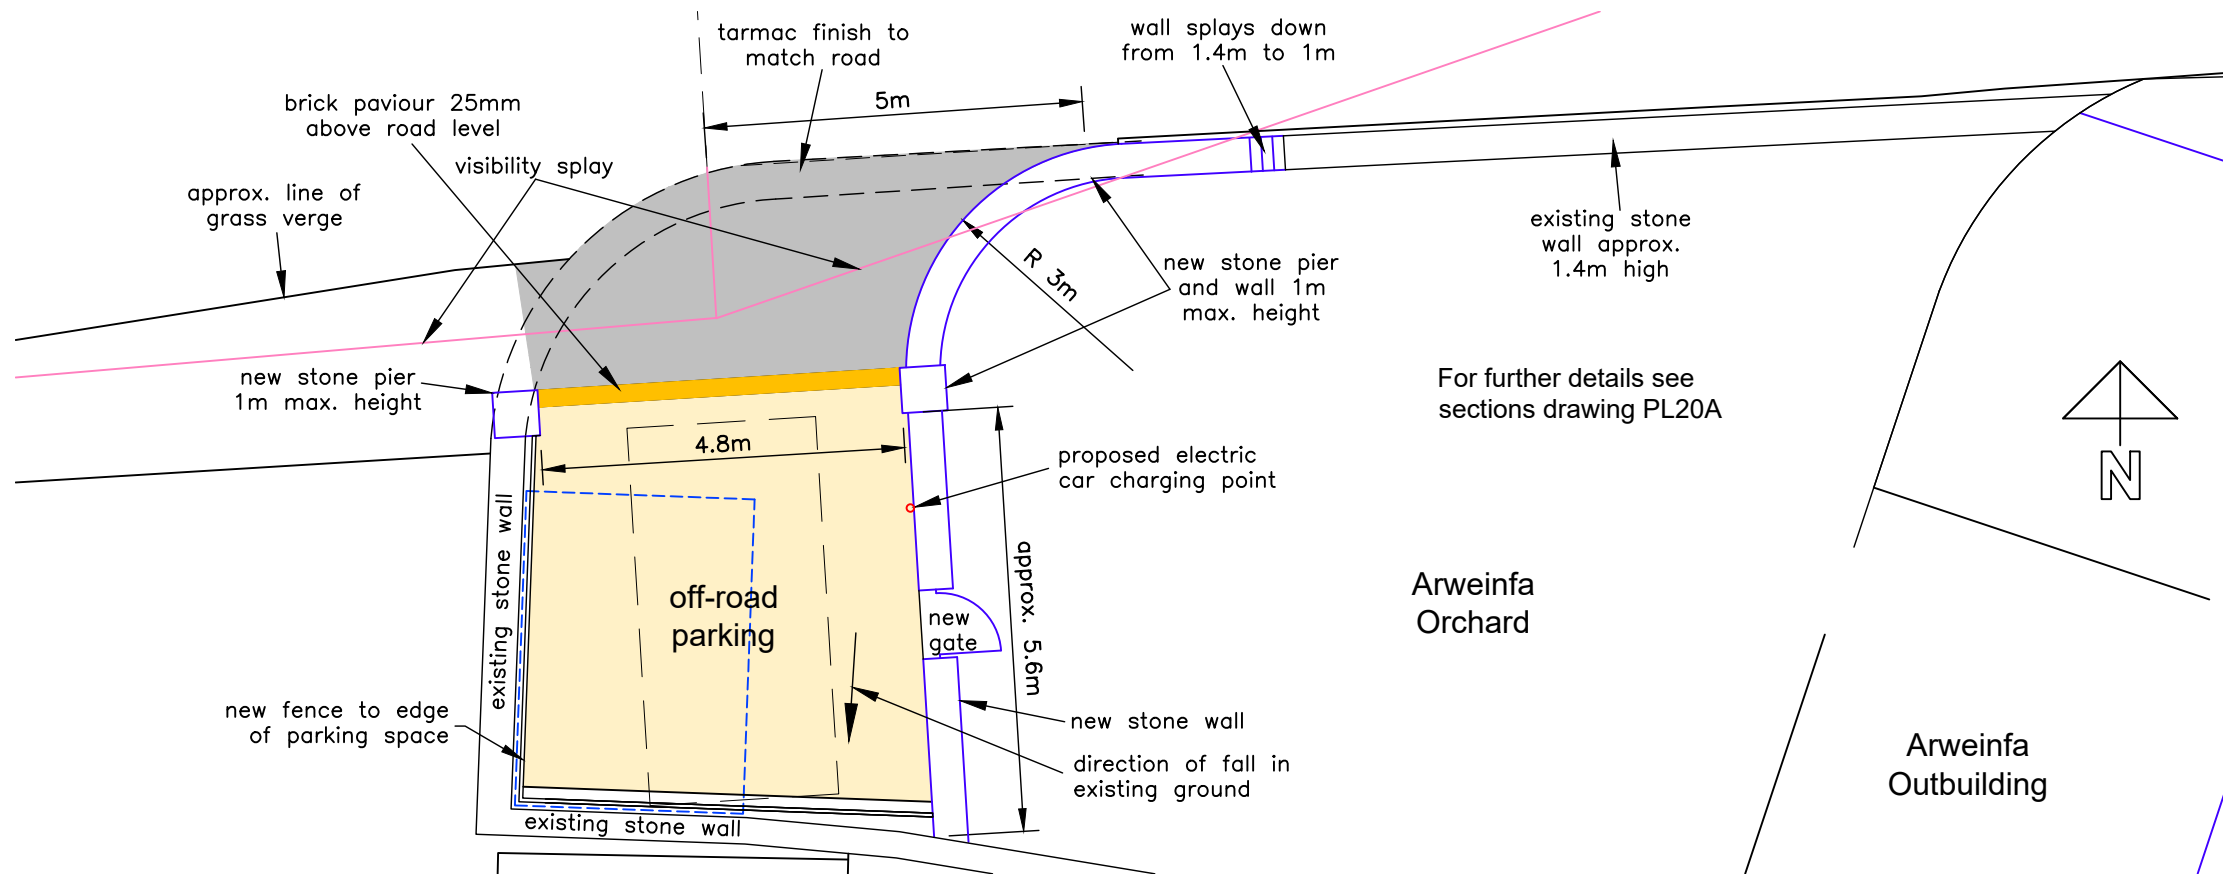 tarmac finish to
match road
wall splays down
from 1.4m to 1m
5m
brick paviour 25mm
above road level
visibility splay
approx. line of
grass verge
existing stone
wall approx.
1.4m high
R 3m
new stone pier
and wall 1m
max. height
new stone pier
1m max. height
For further details see
sections drawing PL20A
N
4.8m
proposed electric
car charging point
existing stone wall
off-road
parking
approx. 5.6m
new
gate
Arweinfa
Orchard
new fence to edge
of parking space
new stone wall
direction of fall in
existing ground
Arweinfa
Outbuilding
existing stone wall